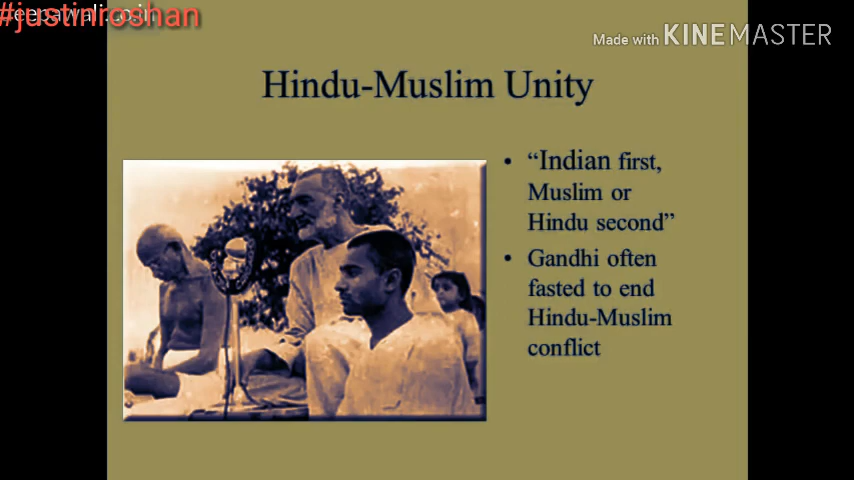 #justinroshan
Made with KINEMASTER
Hindu-Muslim Unity
• “Indian first,
Muslim or
Hindu second”
• Gandhi often
fasted to end
Hindu-Muslim
conflict